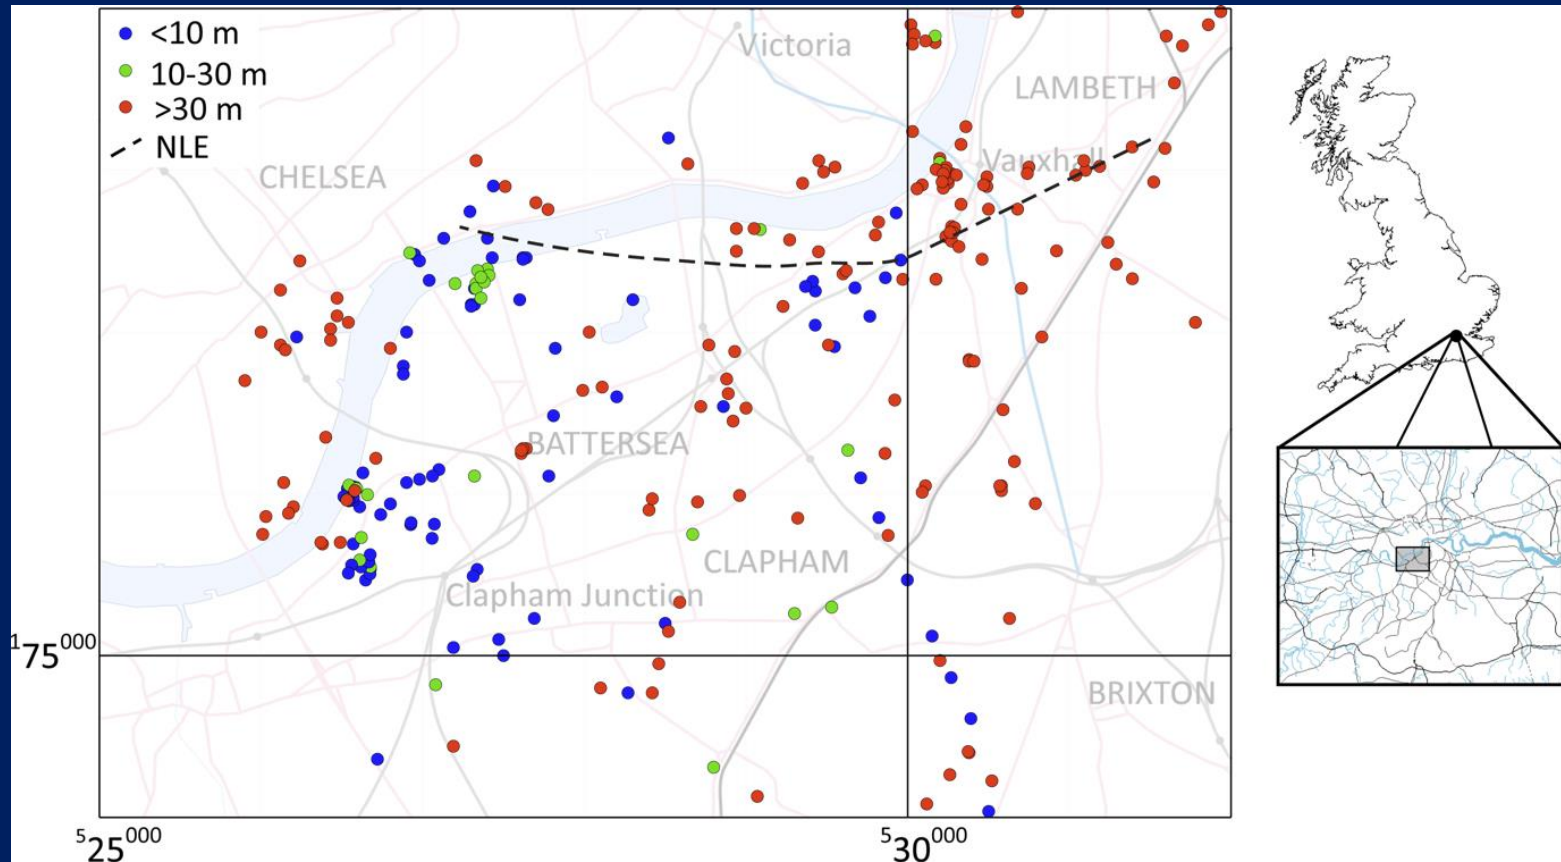 <10 m
10-30 m
>30 m
NLE
Victoria
LAMBETH
CHELSEA
Vauxhall
BATTERSEA
CLAPHAM
Clapham Junction
BRIXTON
175000
525000
530000